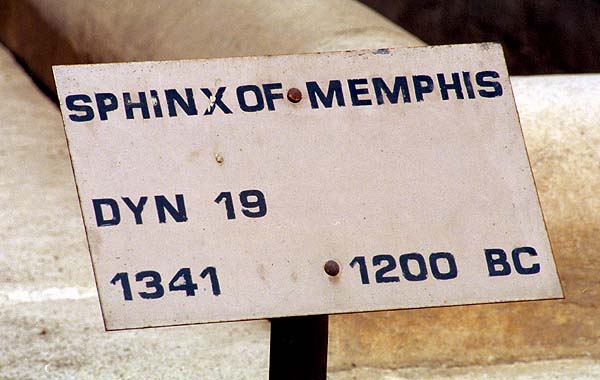 SPHiNX OF MEMPHIS
DYN 19
1341 1200 BC